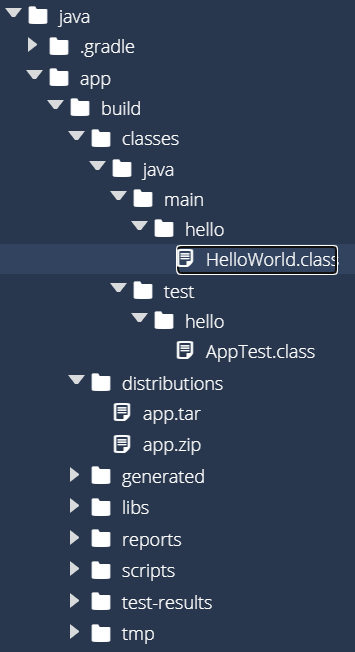 java
.gradle
app
build
classes
java
main
hello
HelloWorld.class
test
hello
AppTest.class
distributions
app.tar
app.zip
generated
libs
reports
scripts
test-results
tmp